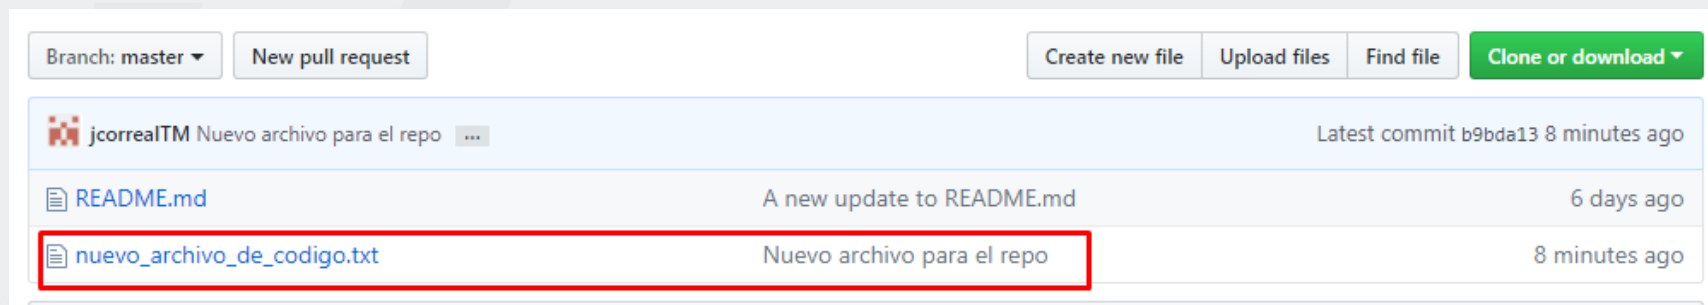 Branch: master New pull request Create new file Upload files Find file Clone or download
jcorrealTM Nuevo archivo para el repo ... Latest commit b9bda13 8 minutes ago
README.md A new update to README.md 6 days ago
nuevo_archivo_de_codigo.txt Nuevo archivo para el repo 8 minutes ago